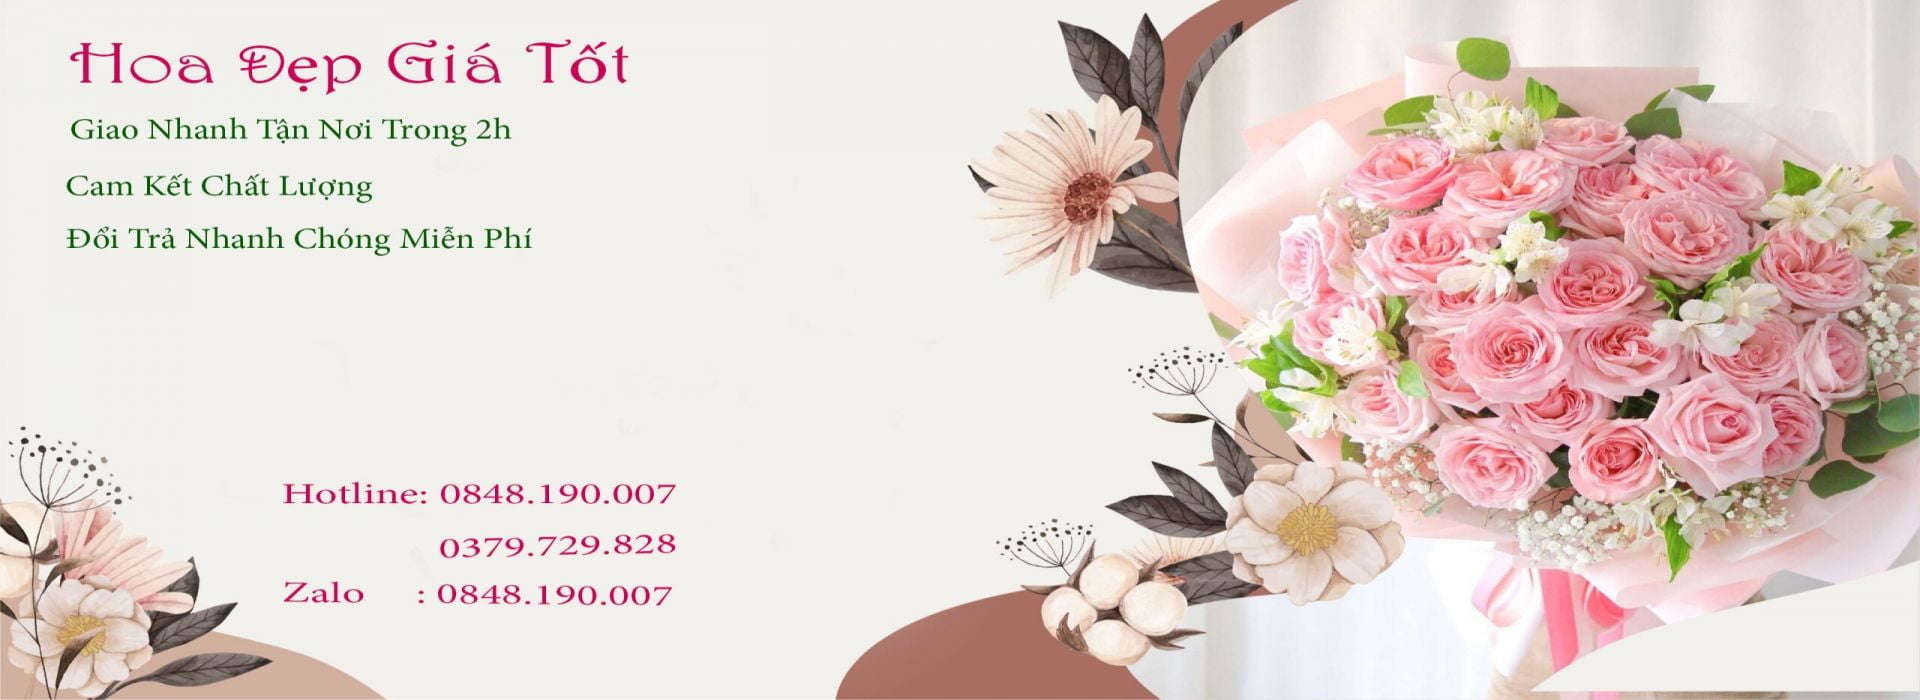 Hoa Đẹp Giá Tốt
Giao Nhanh Tận Nơi Trong 2h
Cam Kết Chất Lượng
Đổi Trả Nhanh Chóng Miễn Phí
Hotline: 0848.190.007
0379.729.828
Zalo : 0848.190.007